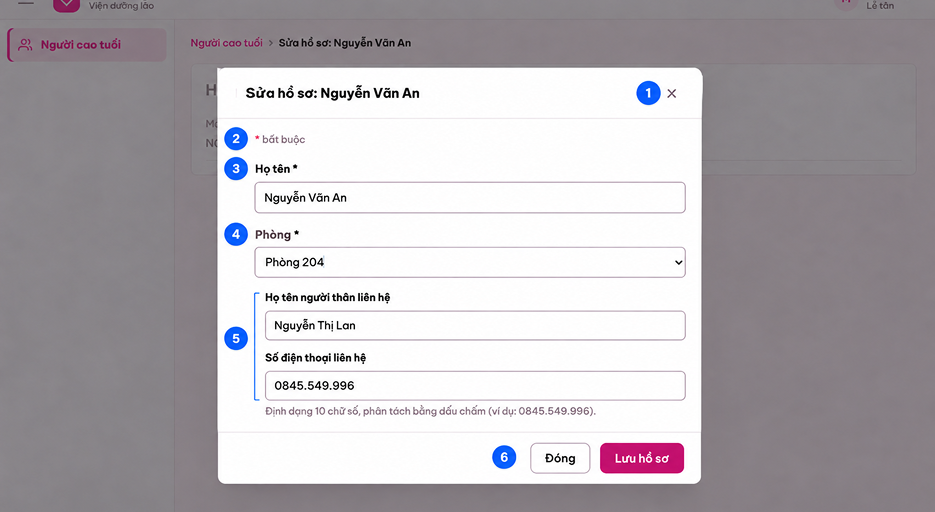 Viện dưỡng lão
Lễ tân
Người cao tuổi
Người cao tuổi > Sửa hồ sơ: Nguyễn Văn An
Sửa hồ sơ: Nguyễn Văn An
1
2 * bắt buộc
3 Họ tên *
Nguyễn Văn An
4 Phòng *
Phòng 204
Họ tên người thân liên hệ
Nguyễn Thị Lan
5
Số điện thoại liên hệ
0845.549.996
Định dạng 10 chữ số, phân tách bằng dấu chấm (ví dụ: 0845.549.996).
6 Đóng Lưu hồ sơ